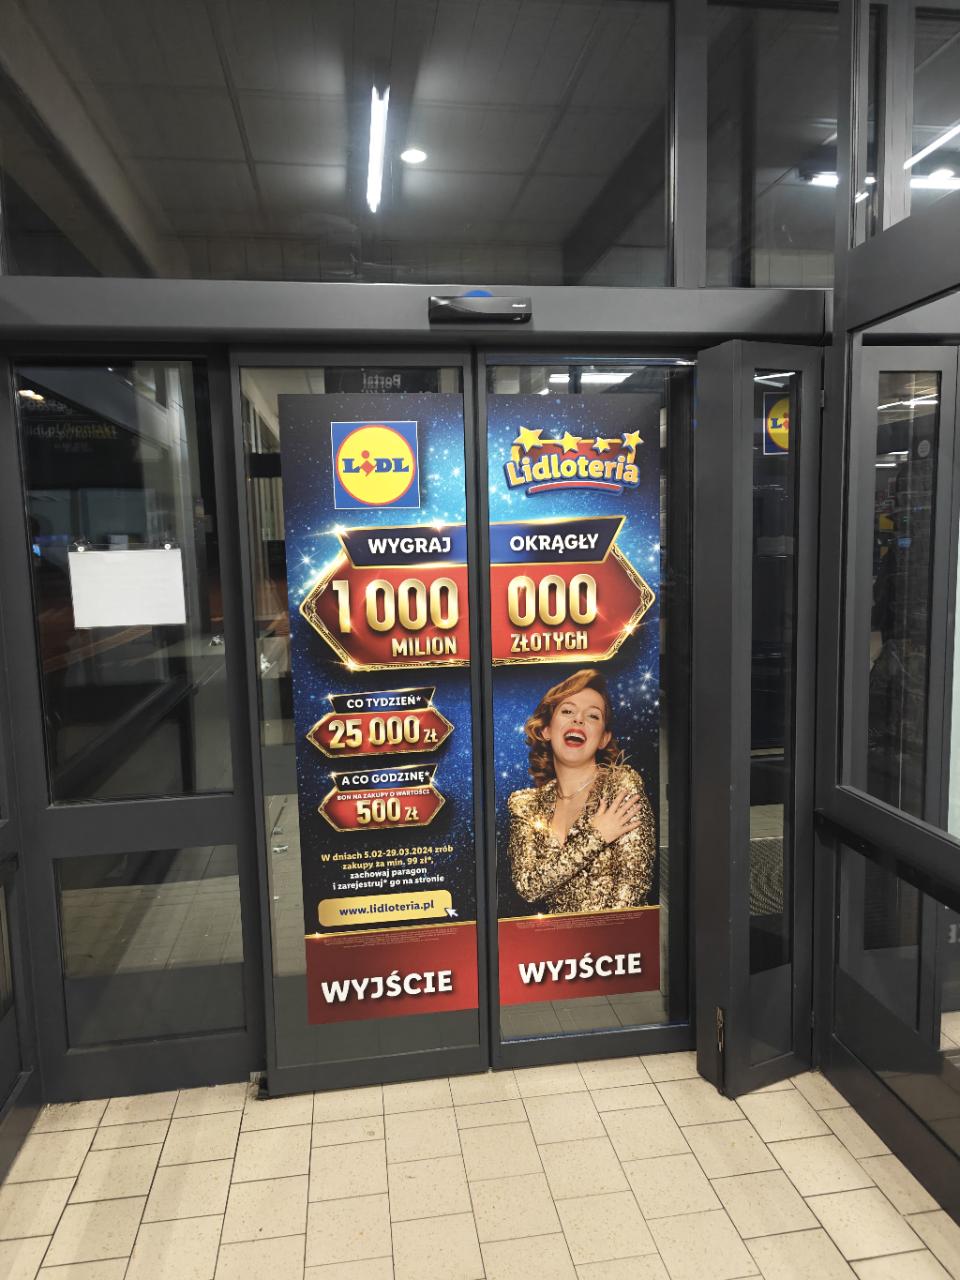 LIDL
Lidloteria
WYGRAJ OKRĄGŁY
1 000 000
MILION ZŁOTYCH
CO TYDZIEŃ*
25 000 ZŁ
A CO GODZINĘ*
BON NA ZAKUPY O WARTOŚCI
500 ZŁ
W dniach 5.02-29.03.2024 zrób
zakupy za min. 99 zł*,
zachowaj paragon
i zarejestruj* go na stronie
www.lidloteria.pl
WYJŚCIE
WYJŚCIE